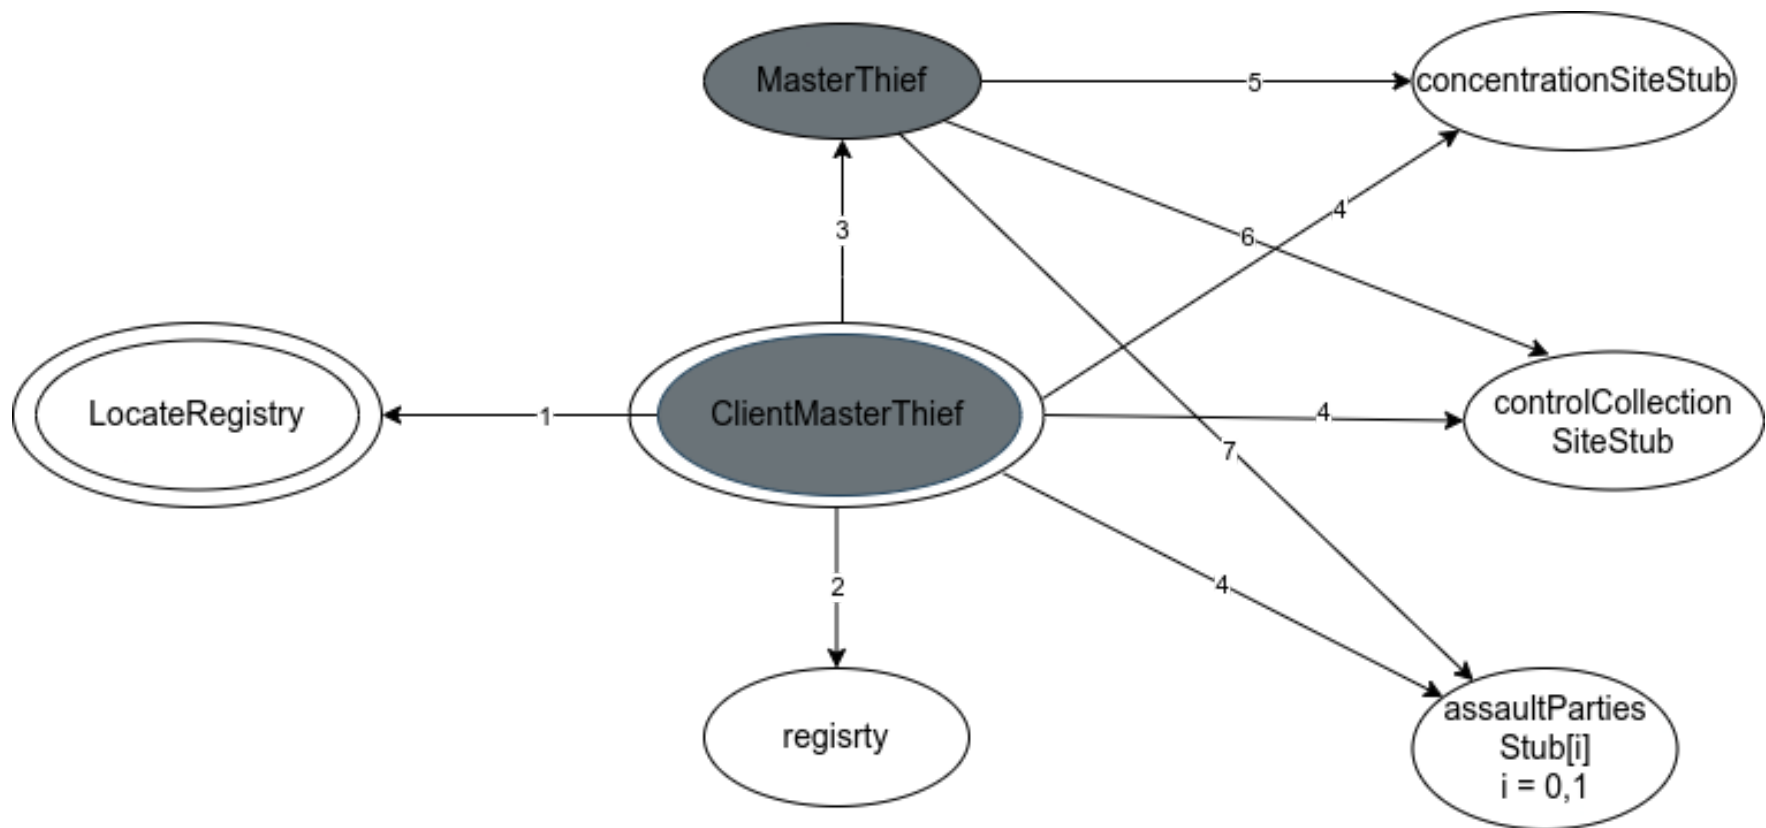 MasterThief
5
concentrationSiteStub
4
6
3
LocateRegistry
1
ClientMasterThief
4
controlCollection
SiteStub
7
2
4
regisrty
assaultParties
Stub[i]
i = 0,1